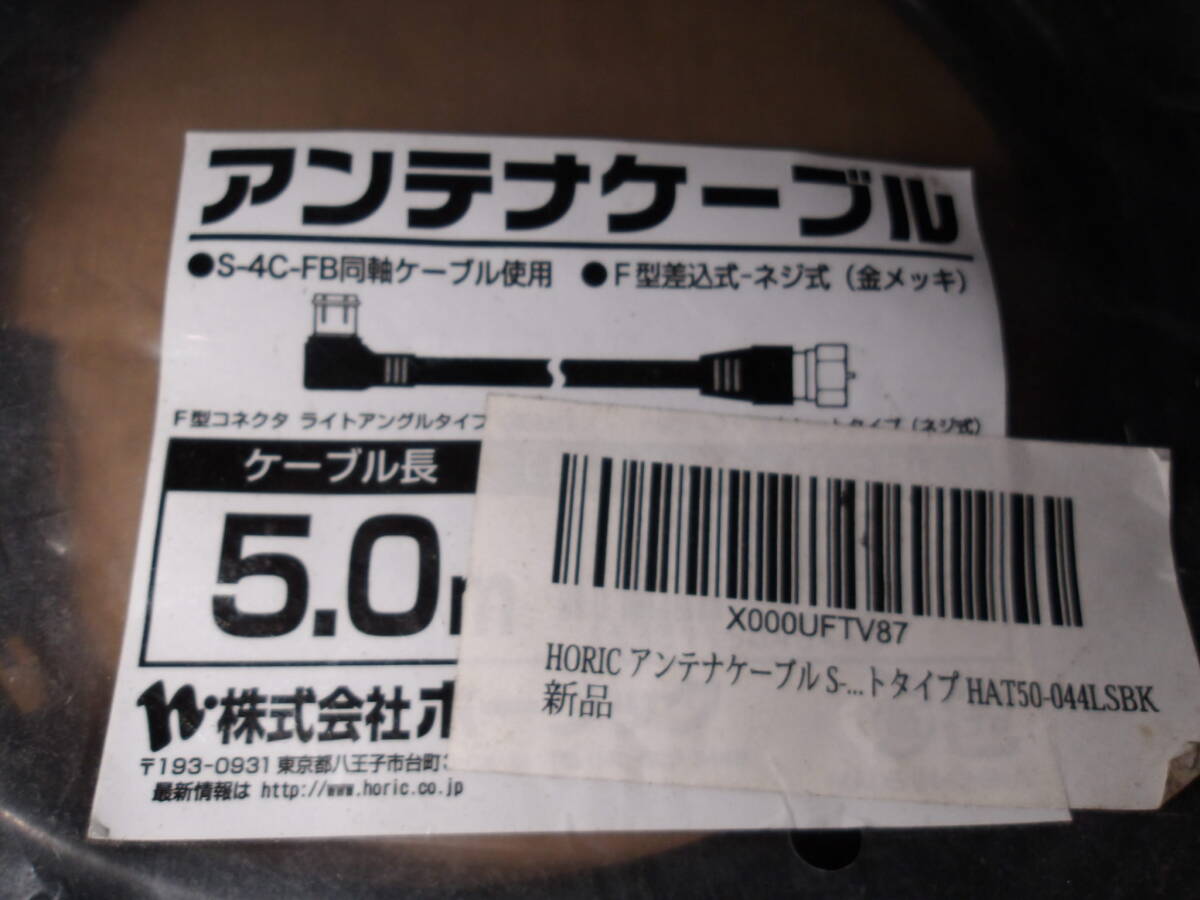 アンテナケーブル
●S-4C-FB同軸ケーブル使用 ●F型差込式-ネジ式（金メッキ）
F型コネクタ ライトアングルタイプ トタイプ（ネジ式）
ケーブル長
5.0m
株式会社ホ
〒193-0931 東京都八王子市台町
最新情報は http://www.horic.co.jp
X000UFTV87
HORIC アンテナケーブル S-...トタイプ HAT50-044LSBK
新品